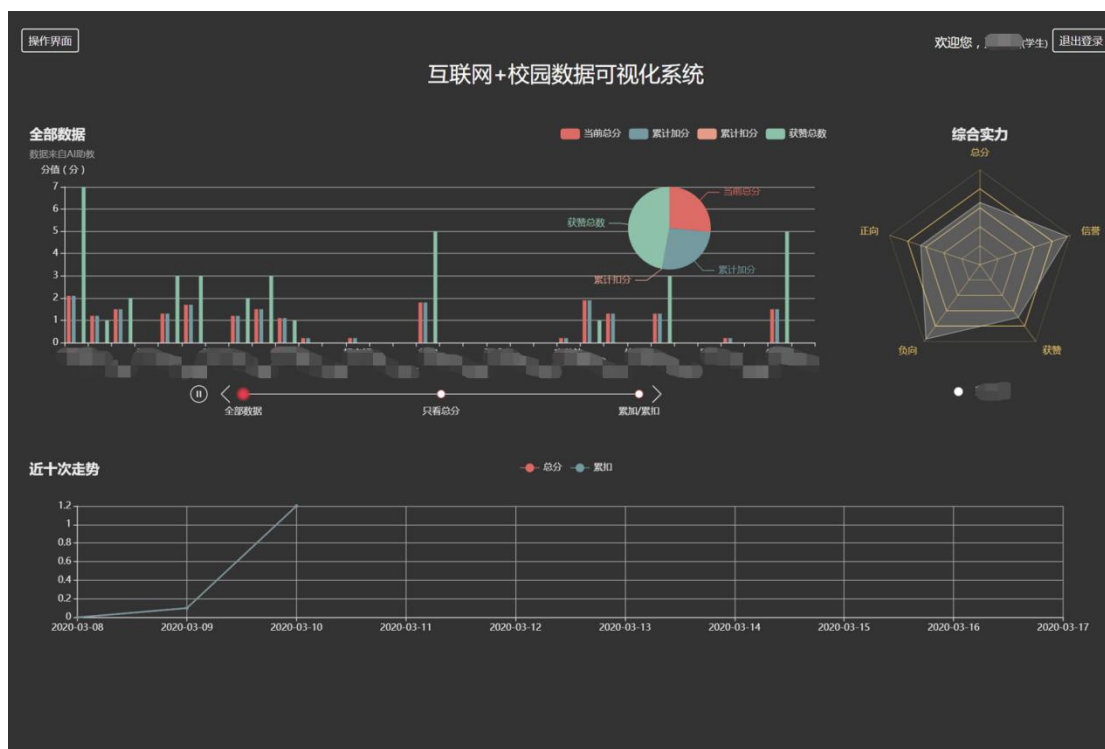 操作界面
欢迎您，
(学生)
退出登录
互联网+校园数据可视化系统
全部数据
数据来自AI助教
分值（分）
当前总分 累计加分 累计扣分 获赞总数
7
6
5
4
3
2
1
0
当前总分
获赞总数
累计加分
累计扣分
全部数据 只看总分 累加/累扣
综合实力
总分
正向
信誉
负向
获赞
近十次走势
总分 累扣
1.2
1
0.8
0.6
0.4
0.2
0
2020-03-08 2020-03-09 2020-03-10 2020-03-11 2020-03-12 2020-03-13 2020-03-14 2020-03-15 2020-03-16 2020-03-17